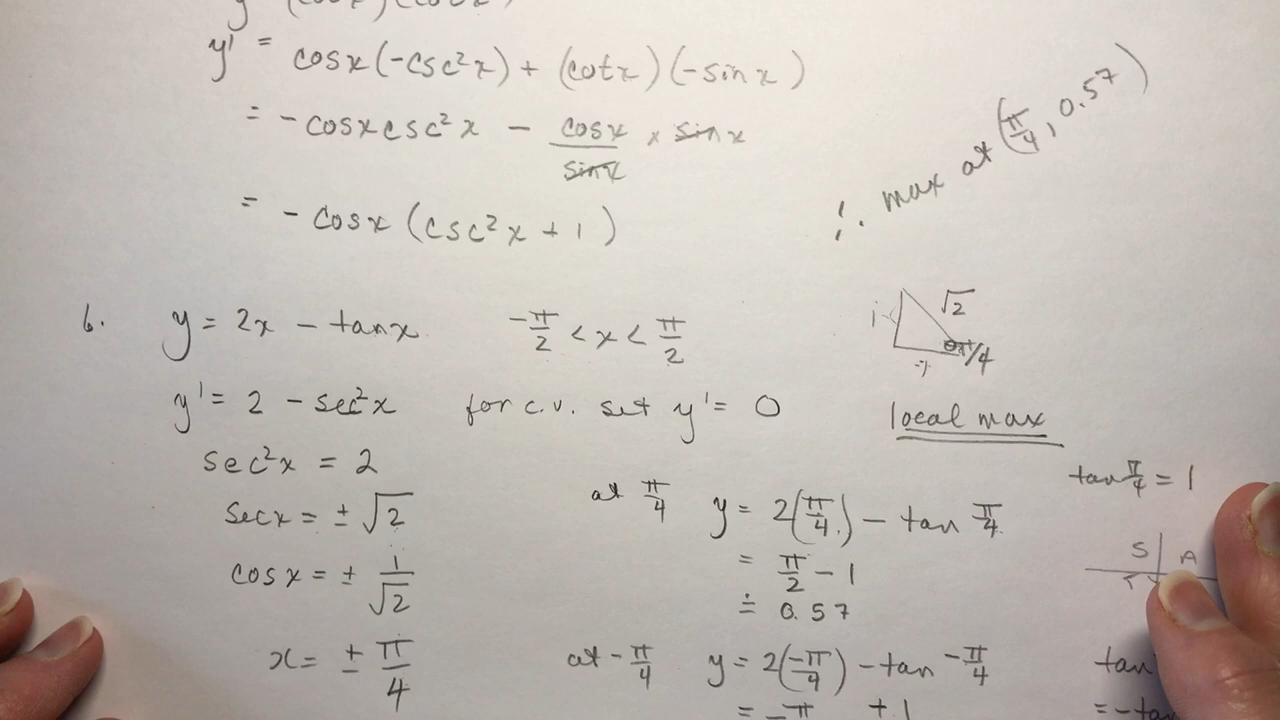 y' = cosx(-csc²x) + (cotx)(-sinx)
= -cosxcsc²x - cosx/sinx × sinx
= -cosx(csc²x + 1)
∴ max at (π/4, 0.57)
6. y = 2x - tanx -π/2 < x < π/2
1 √2
π/4
y' = 2 - sec²x for c.v. set y' = 0
local max
sec²x = 2
secx = ± √2
cosx = ± 1/√2
x = ± π/4
at π/4 y = 2(π/4) - tan π/4
= π/2 - 1
≐ 0.57
at -π/4 y = 2(-π/4) - tan -π/4
= -π + 1
tan π/4 = 1
S A
T
tan
= -tan